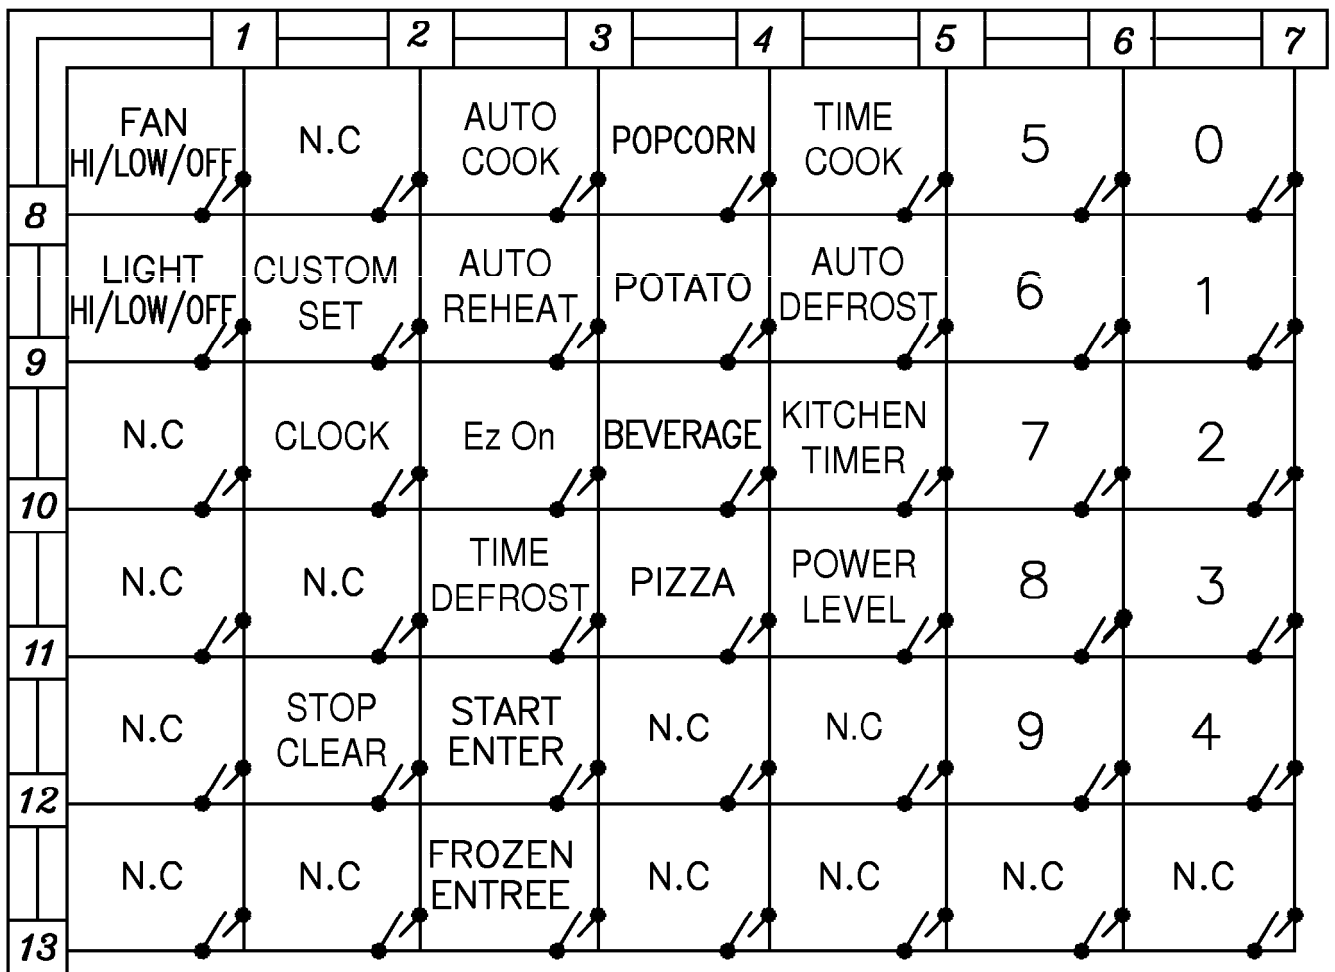 1 2 3 4 5 6 7
FAN N.C AUTO POPCORN TIME 5 0
HI/LOW/OFF COOK COOK
8
LIGHT CUSTOM AUTO POTATO AUTO 6 1
HI/LOW/OFF SET REHEAT DEFROST
9
N.C CLOCK Ez On BEVERAGE KITCHEN 7 2
TIMER
10
N.C N.C TIME PIZZA POWER 8 3
DEFROST LEVEL
11
N.C STOP START N.C N.C 9 4
CLEAR ENTER
12
N.C N.C FROZEN N.C N.C N.C N.C
ENTREE
13